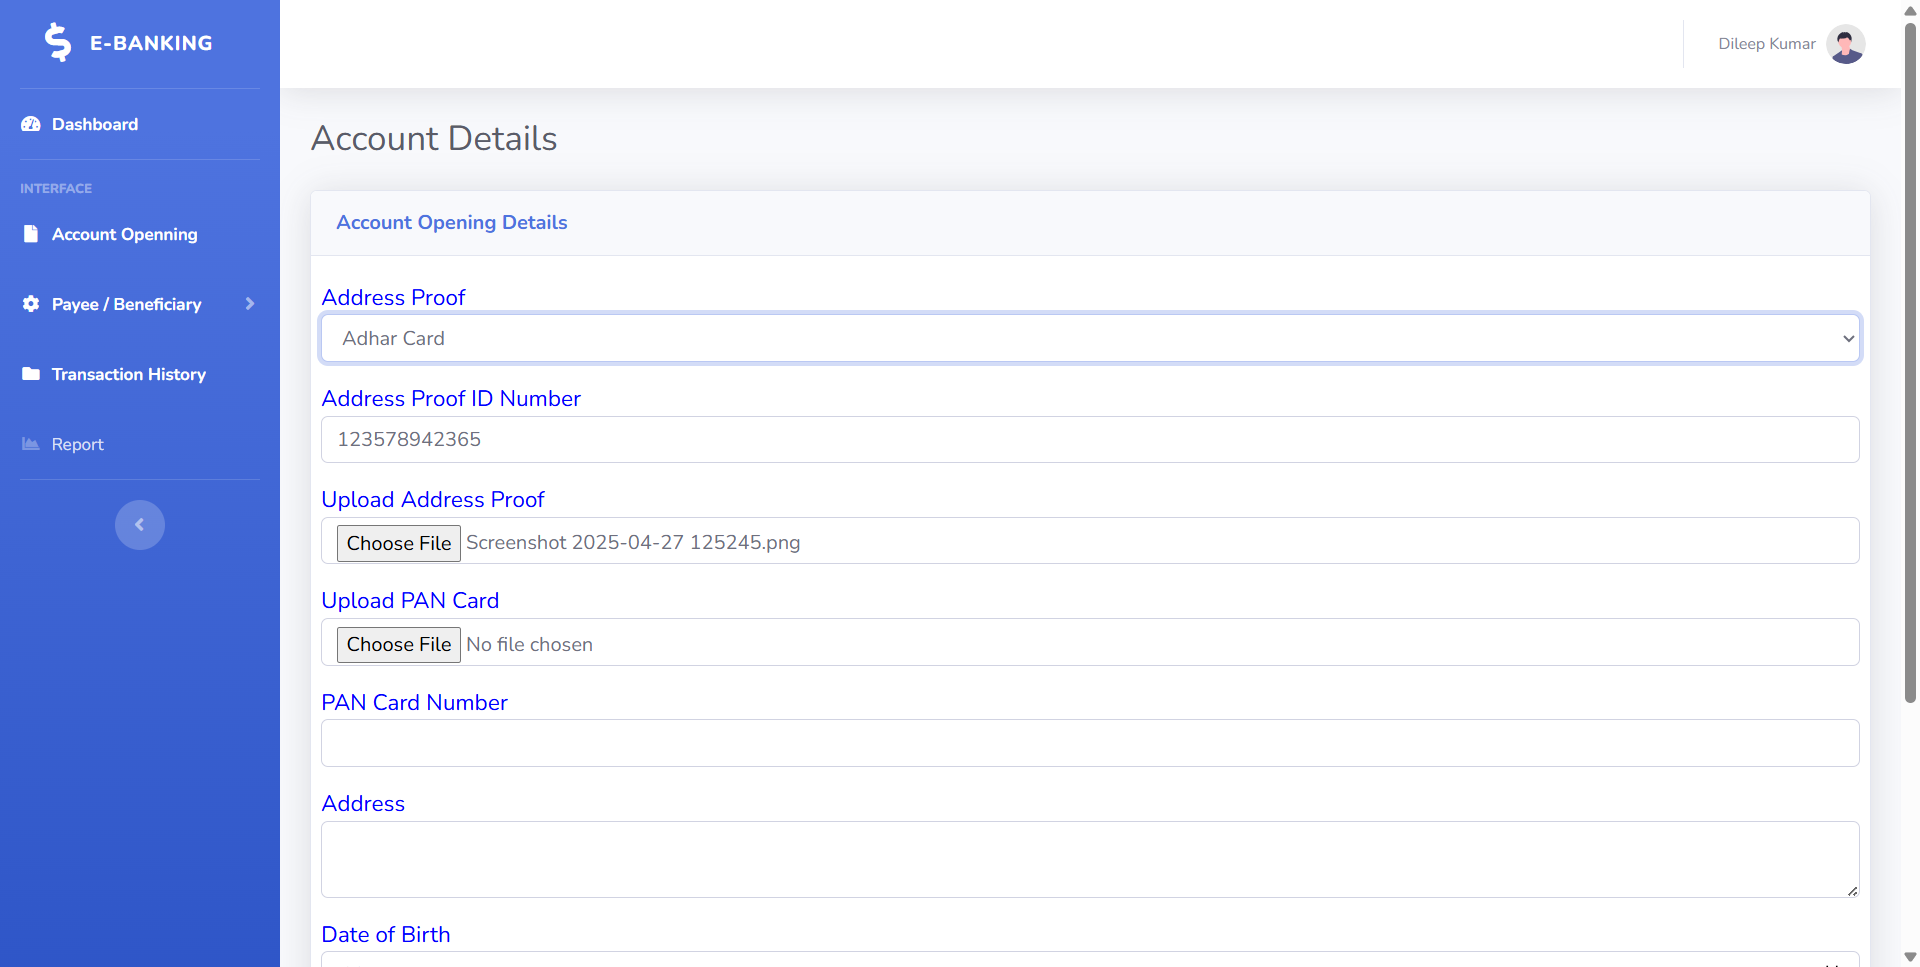 E-BANKING
Dileep Kumar
Dashboard
INTERFACE
Account Openning
Payee / Beneficiary
Transaction History
Report
Account Details
Account Opening Details
Address Proof
Adhar Card
Address Proof ID Number
123578942365
Upload Address Proof
Choose File Screenshot 2025-04-27 125245.png
Upload PAN Card
Choose File No file chosen
PAN Card Number
Address
Date of Birth